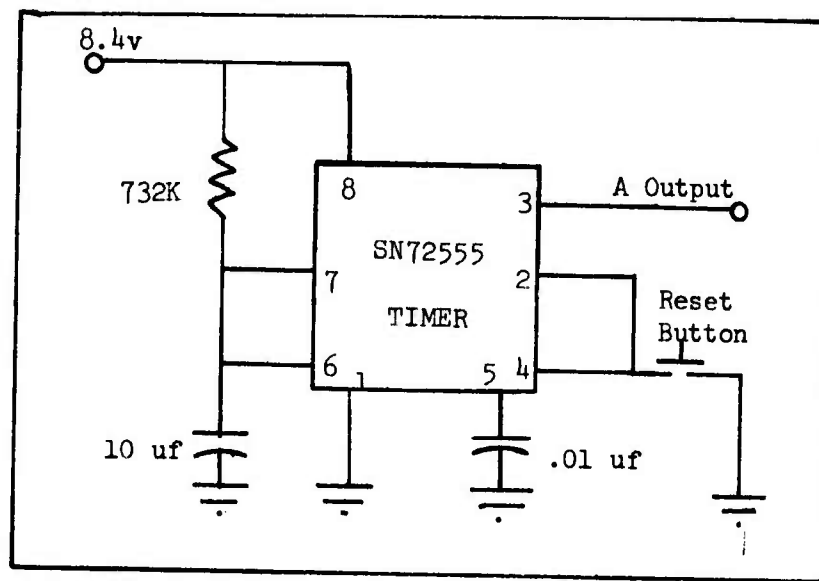 8.4v
732K
8
3
A Output
SN72555
7
2
TIMER
Reset
Button
6
1
5
4
10 uf
.01 uf